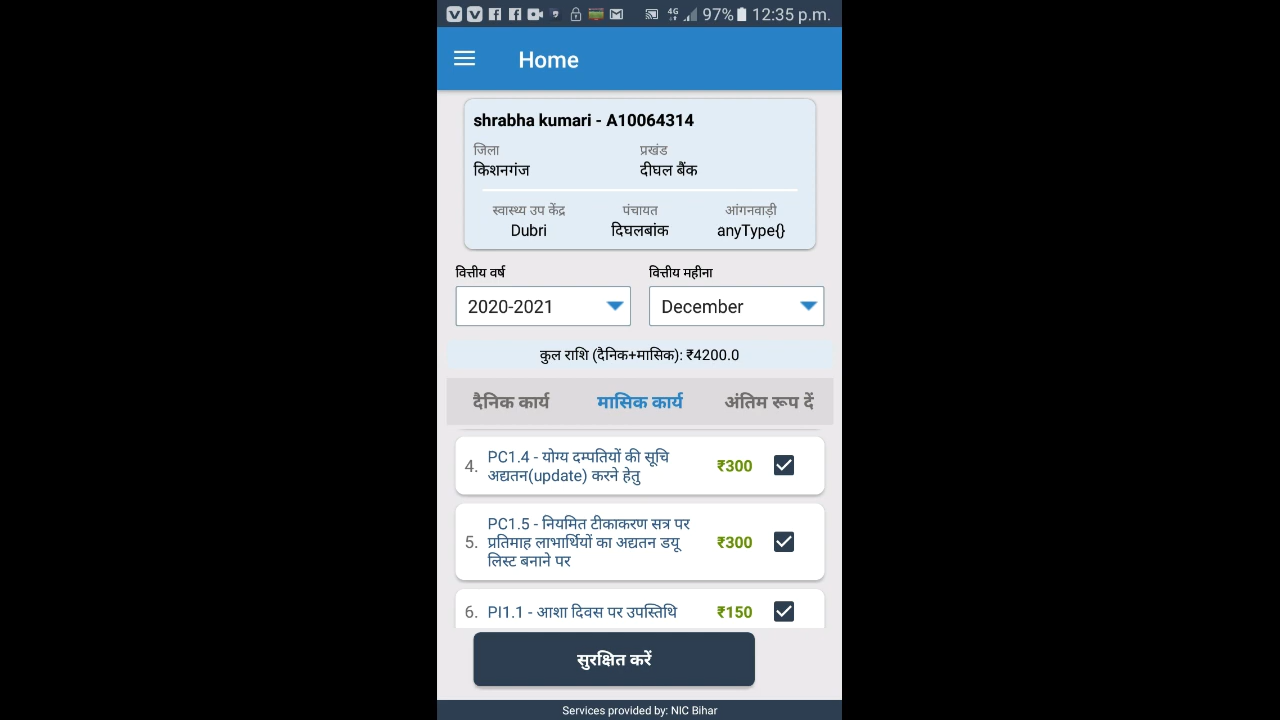 97% 12:35 p.m.
Home
shrabha kumari - A10064314
जिला प्रखंड
किशनगंज दीघल बैंक
स्वास्थ्य उप केंद्र पंचायत आंगनवाड़ी
Dubri दिघलबांक anyType{}
वित्तीय वर्ष वित्तीय महीना
2020-2021 December
कुल राशि (दैनिक+मासिक): ₹4200.0
दैनिक कार्य मासिक कार्य अंतिम रूप दें
4. PC1.4 - योग्य दम्पतियों की सूचि ₹300
अद्यतन(update) करने हेतु
PC1.5 - नियमित टीकाकरण सत्र पर
5. प्रतिमाह लाभार्थियों का अद्यतन डयू ₹300
लिस्ट बनाने पर
6. PI1.1 - आशा दिवस पर उपस्तिथि ₹150
सुरक्षित करें
Services provided by: NIC Bihar